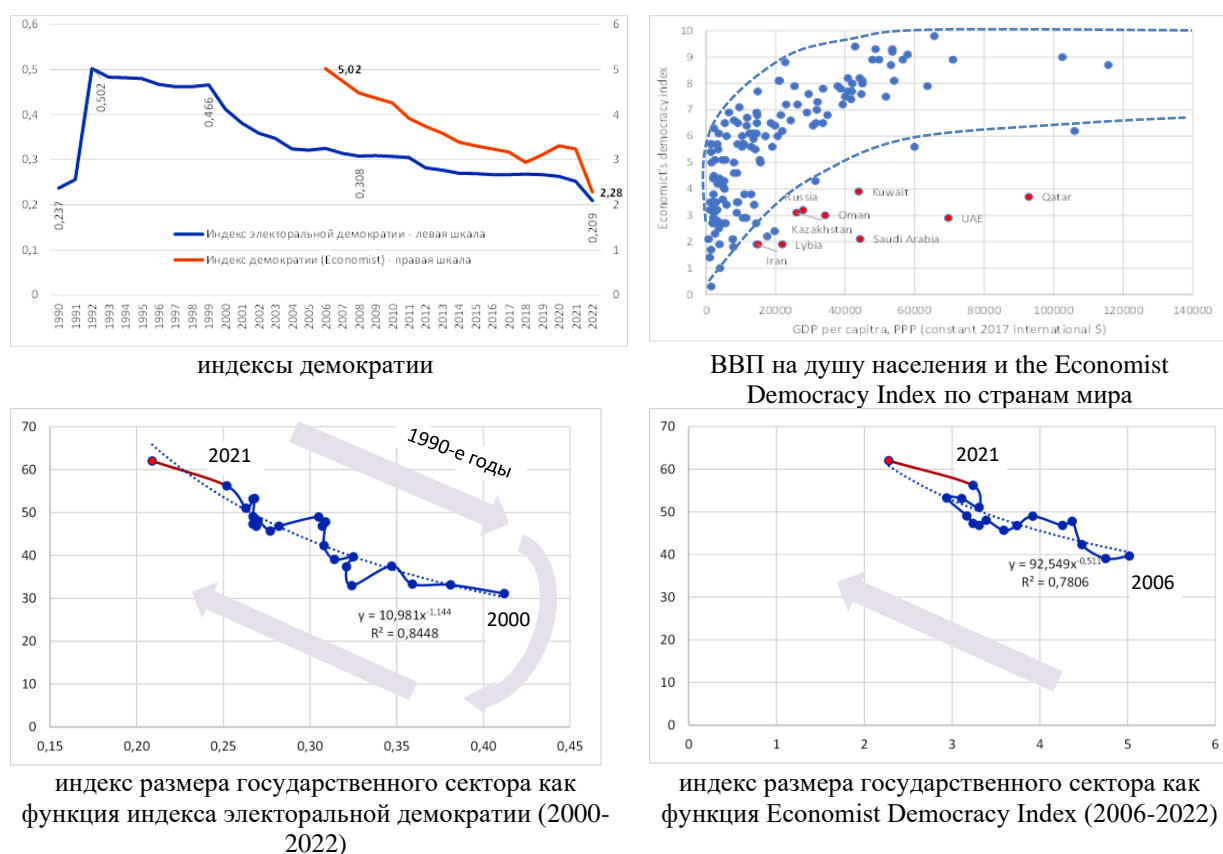 0,6
0,5
0,4
0,3
0,2
0,1
0
6
5
4
3
2
1
0
5,02
0,502
0,466
0,308
0,237
2,28
0,209
Индекс электоральной демократии - левая шкала
Индекс демократии (Economist) - правая шкала
1990 1991 1992 1993 1994 1995 1996 1997 1998 1999 2000 2001 2002 2003 2004 2005 2006 2007 2008 2009 2010 2011 2012 2013 2014 2015 2016 2017 2018 2019 2020 2021 2022
индексы демократии
Economist's democracy index
10
9
8
7
6
5
4
3
2
1
0
Russia
Kuwait
Qatar
Oman
UAE
Kazakhstan
Saudi Arabia
Lybia
Iran
0 20000 40000 60000 80000 100000 120000 140000
GDP per capitra, PPP (constant 2017 international $)
ВВП на душу населения и the Economist
Democracy Index по странам мира
70
60
50
40
30
20
10
0
2021
1990-е годы
y = 10,981x-1,144
R² = 0,8448
2000
0,15 0,20 0,25 0,30 0,35 0,40 0,45
индекс размера государственного сектора как
функция индекса электоральной демократии (2000-
2022)
70
60
50
40
30
20
10
0
2021
y = 92,549x-0,511
R² = 0,7806
2006
0 1 2 3 4 5 6
индекс размера государственного сектора как
функция Economist Democracy Index (2006-2022)